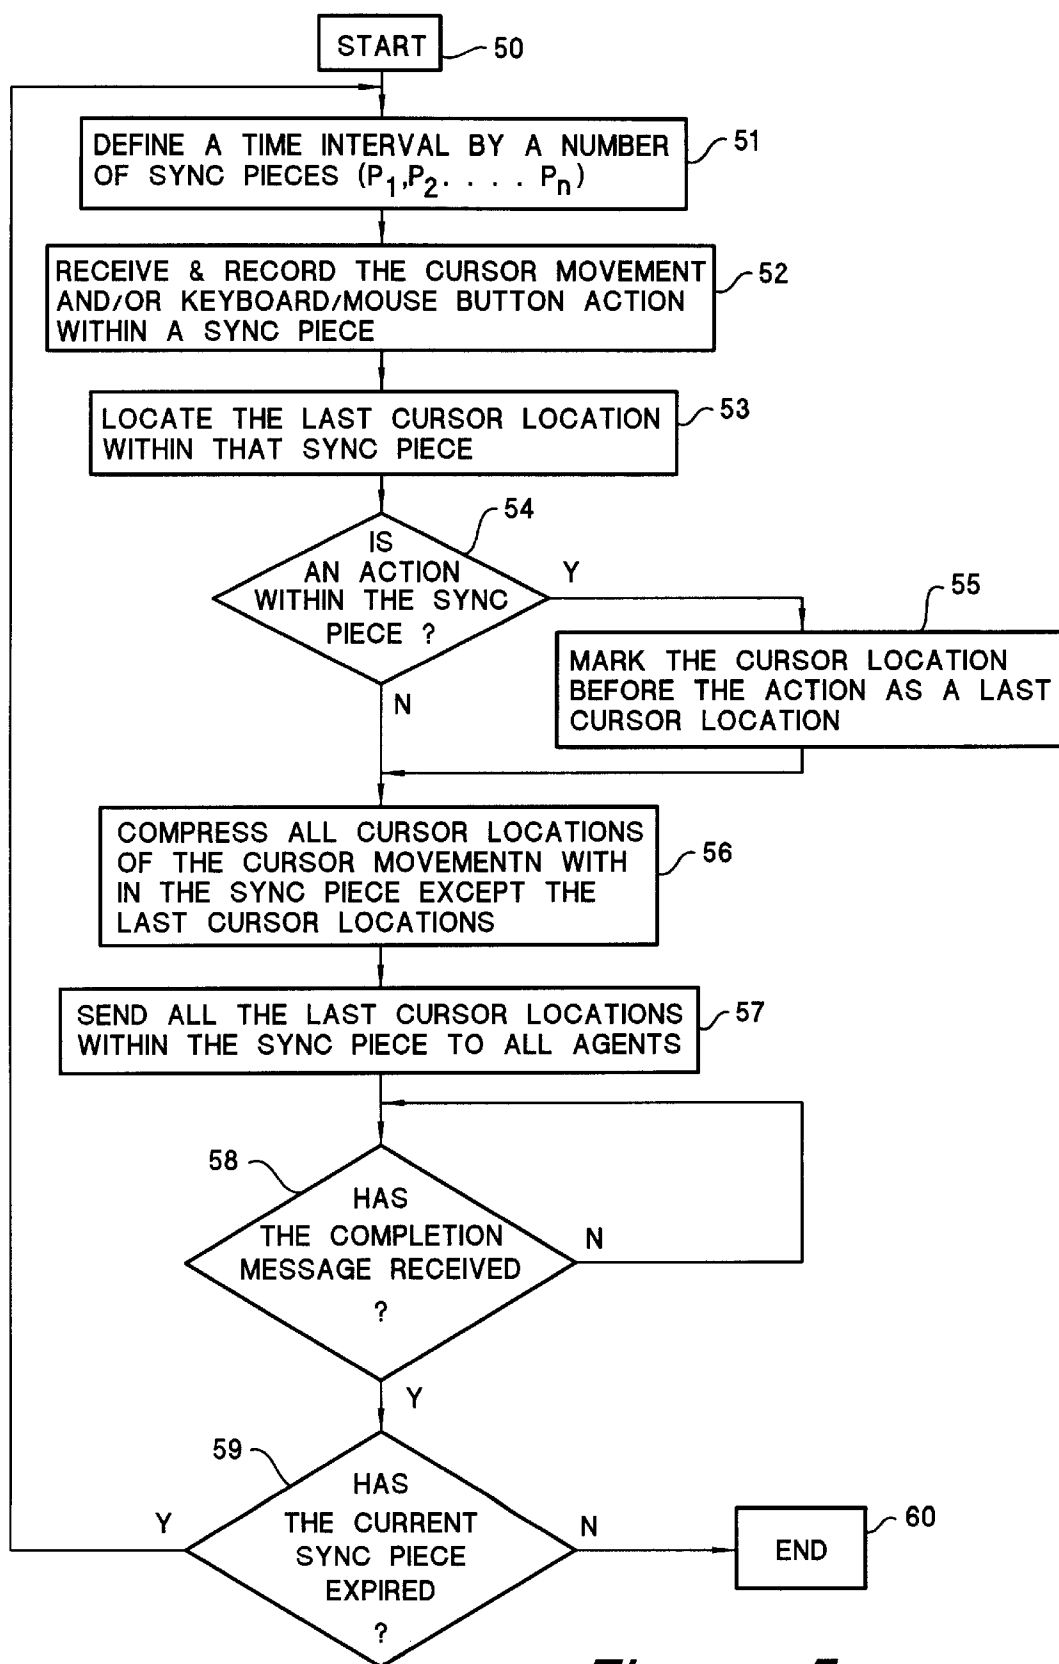 START
50
DEFINE A TIME INTERVAL BY A NUMBER
OF SYNC PIECES (P1,P2. . . . Pn)
51
RECEIVE & RECORD THE CURSOR MOVEMENT
AND/OR KEYBOARD/MOUSE BUTTON ACTION
WITHIN A SYNC PIECE
52
LOCATE THE LAST CURSOR LOCATION
WITHIN THAT SYNC PIECE
53
IS
AN ACTION
WITHIN THE SYNC
PIECE ?
54
Y
N
55
MARK THE CURSOR LOCATION
BEFORE THE ACTION AS A LAST
CURSOR LOCATION
COMPRESS ALL CURSOR LOCATIONS
OF THE CURSOR MOVEMENTN WITH
IN THE SYNC PIECE EXCEPT THE
LAST CURSOR LOCATIONS
56
SEND ALL THE LAST CURSOR LOCATIONS
WITHIN THE SYNC PIECE TO ALL AGENTS
57
58
HAS
THE COMPLETION
MESSAGE RECEIVED
?
N
Y
59
HAS
THE CURRENT
SYNC PIECE
EXPIRED
?
Y
N
END
60